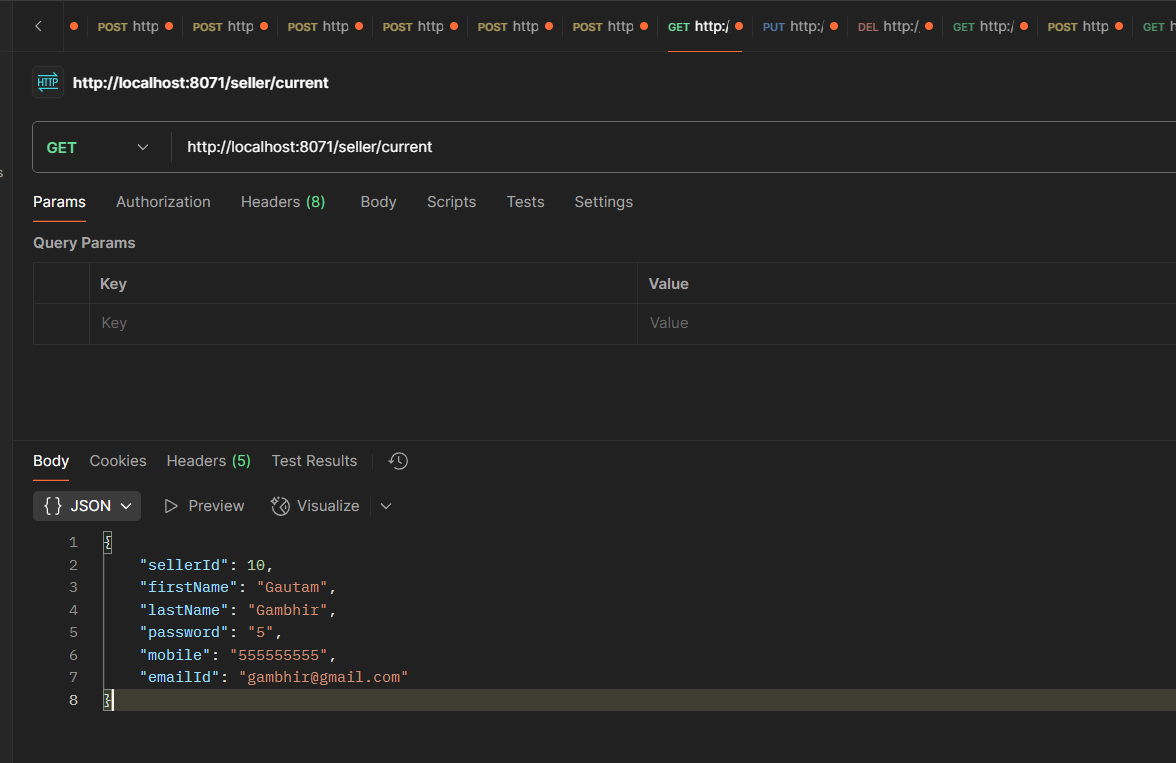 POST http POST http POST http POST http POST http POST http GET http:/ PUT http:/ DEL http:/ GET http:/ POST http GET h
HTTP http://localhost:8071/seller/current
GET http://localhost:8071/seller/current
s
Params Authorization Headers (8) Body Scripts Tests Settings
Query Params
Key Value
Key Value
Body Cookies Headers (5) Test Results
{} JSON Preview Visualize
1 {
2 "sellerId": 10,
3 "firstName": "Gautam",
4 "lastName": "Gambhir",
5 "password": "5",
6 "mobile": "555555555",
7 "emailId": "gambhir@gmail.com"
8 }